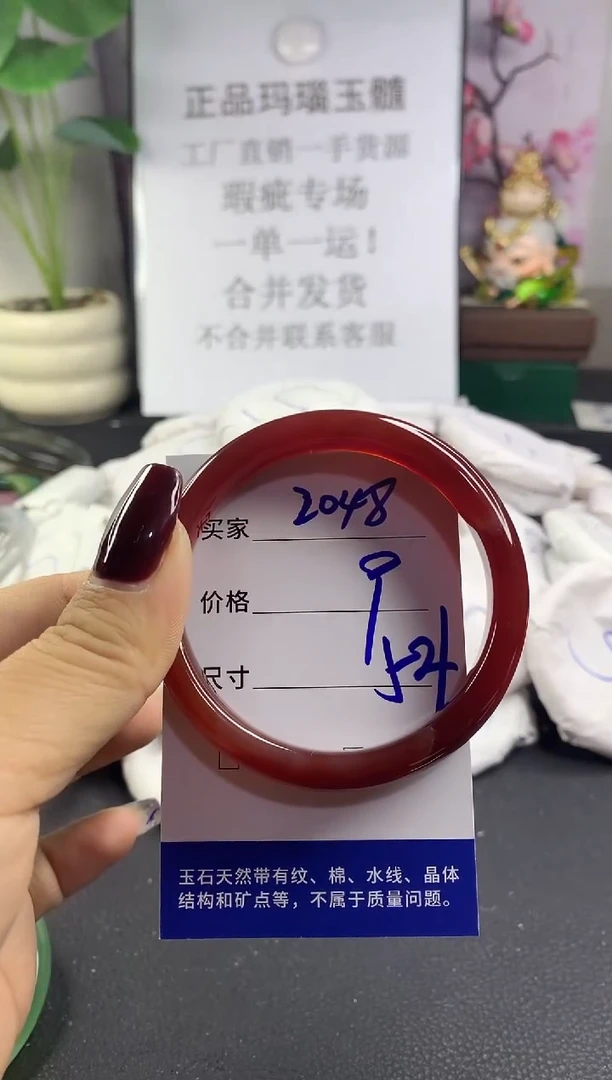 正品玛瑙玉髓
工厂直销一手货源
瑕疵专场
一单一运！
合并发货
不合并联系客服
买家 2048
价格 9
尺寸 54
玉石天然带有纹、棉、水线、晶体
结构和矿点等，不属于质量问题。